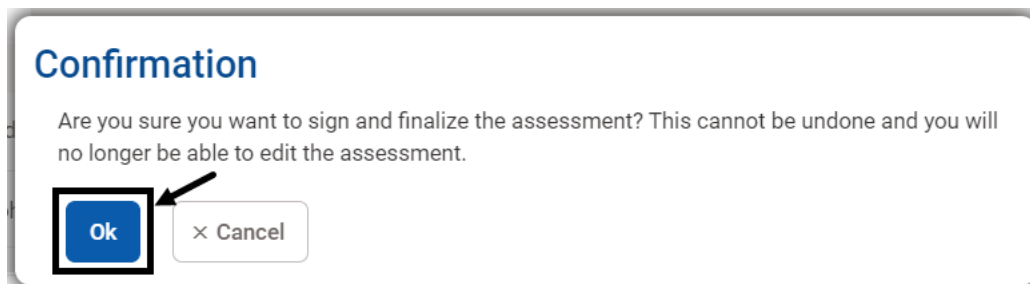 Confirmation
Are you sure you want to sign and finalize the assessment? This cannot be undone and you will
no longer be able to edit the assessment.
Ok
× Cancel